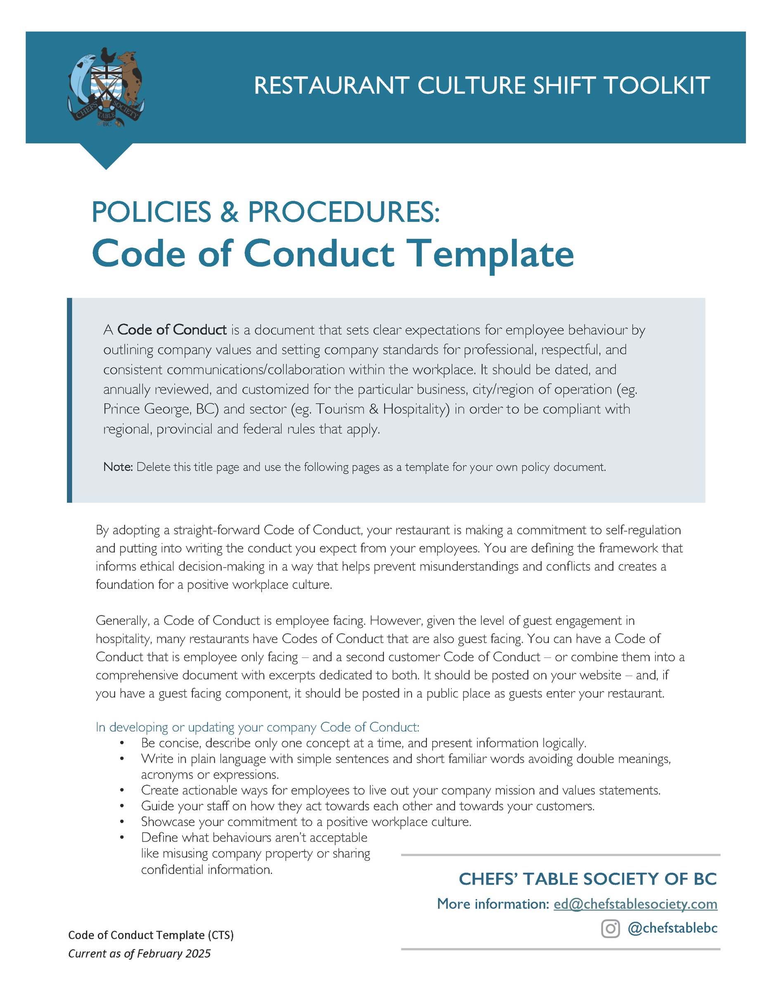 CHEFS TABLE SOCIETY
BC
RESTAURANT CULTURE SHIFT TOOLKIT
POLICIES & PROCEDURES:
Code of Conduct Template
A Code of Conduct is a document that sets clear expectations for employee behaviour by
outlining company values and setting company standards for professional, respectful, and
consistent communications/collaboration within the workplace. It should be dated, and
annually reviewed, and customized for the particular business, city/region of operation (eg.
Prince George, BC) and sector (eg. Tourism & Hospitality) in order to be compliant with
regional, provincial and federal rules that apply.
Note: Delete this title page and use the following pages as a template for your own policy document.
By adopting a straight-forward Code of Conduct, your restaurant is making a commitment to self-regulation
and putting into writing the conduct you expect from your employees. You are defining the framework that
informs ethical decision-making in a way that helps prevent misunderstandings and conflicts and creates a
foundation for a positive workplace culture.
Generally, a Code of Conduct is employee facing. However, given the level of guest engagement in
hospitality, many restaurants have Codes of Conduct that are also guest facing. You can have a Code of
Conduct that is employee only facing – and a second customer Code of Conduct – or combine them into a
comprehensive document with excerpts dedicated to both. It should be posted on your website – and, if
you have a guest facing component, it should be posted in a public place as guests enter your restaurant.
In developing or updating your company Code of Conduct:
• Be concise, describe only one concept at a time, and present information logically.
• Write in plain language with simple sentences and short familiar words avoiding double meanings,
acronyms or expressions.
• Create actionable ways for employees to live out your company mission and values statements.
• Guide your staff on how they act towards each other and towards your customers.
• Showcase your commitment to a positive workplace culture.
• Define what behaviours aren't acceptable
like misusing company property or sharing
confidential information.
CHEFS' TABLE SOCIETY OF BC
More information: ed@chefstablesociety.com
@chefstablebc
Code of Conduct Template (CTS)
Current as of February 2025